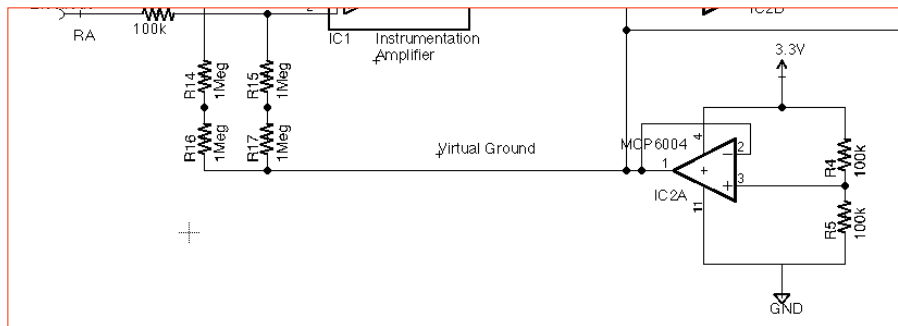 2
IC2D
RA
100k
IC1
Instrumentation
Amplifier
3.3V
R14
1Meg
R15
1Meg
R16
1Meg
R17
1Meg
Virtual Ground
MCP6004
4
2
1
3
IC2A
11
R4
100k
R5
100k
GND